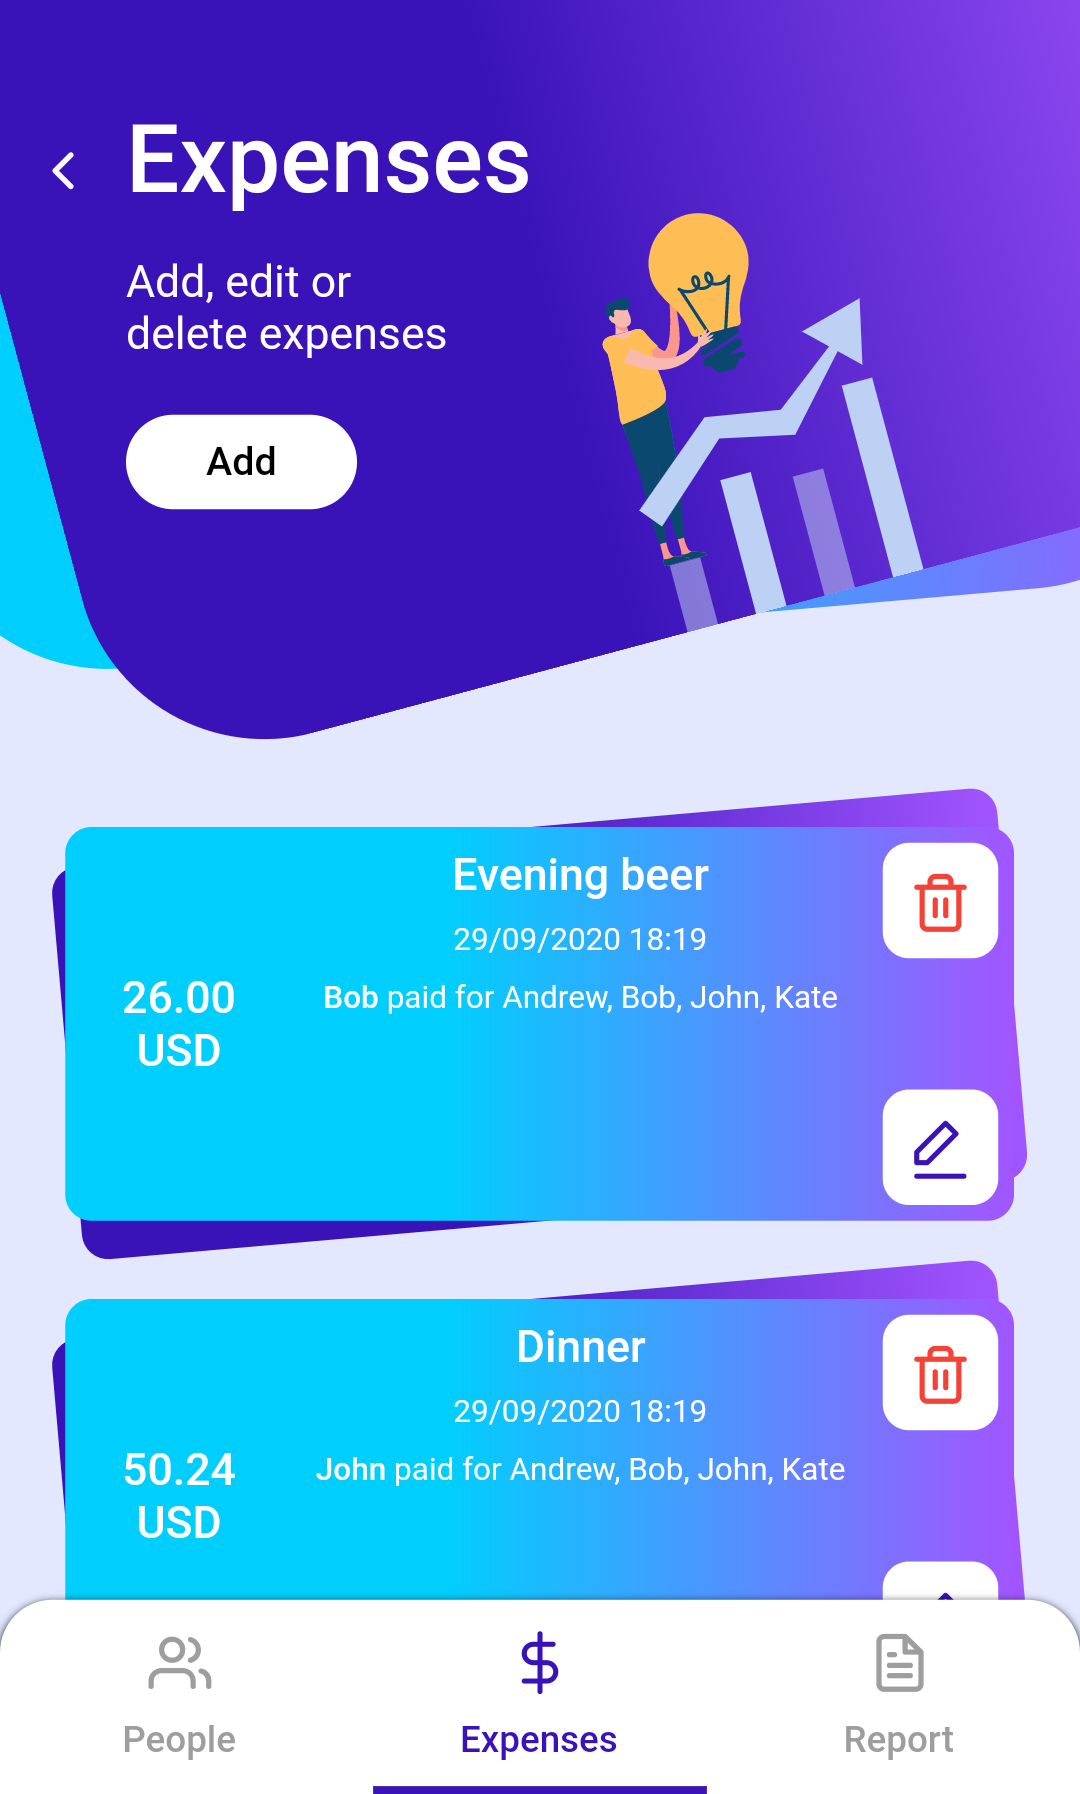 Expenses
Add, edit or
delete expenses
Add
Evening beer
29/09/2020 18:19
26.00
USD
Bob paid for Andrew, Bob, John, Kate
Dinner
29/09/2020 18:19
50.24
USD
John paid for Andrew, Bob, John, Kate
People
Expenses
Report